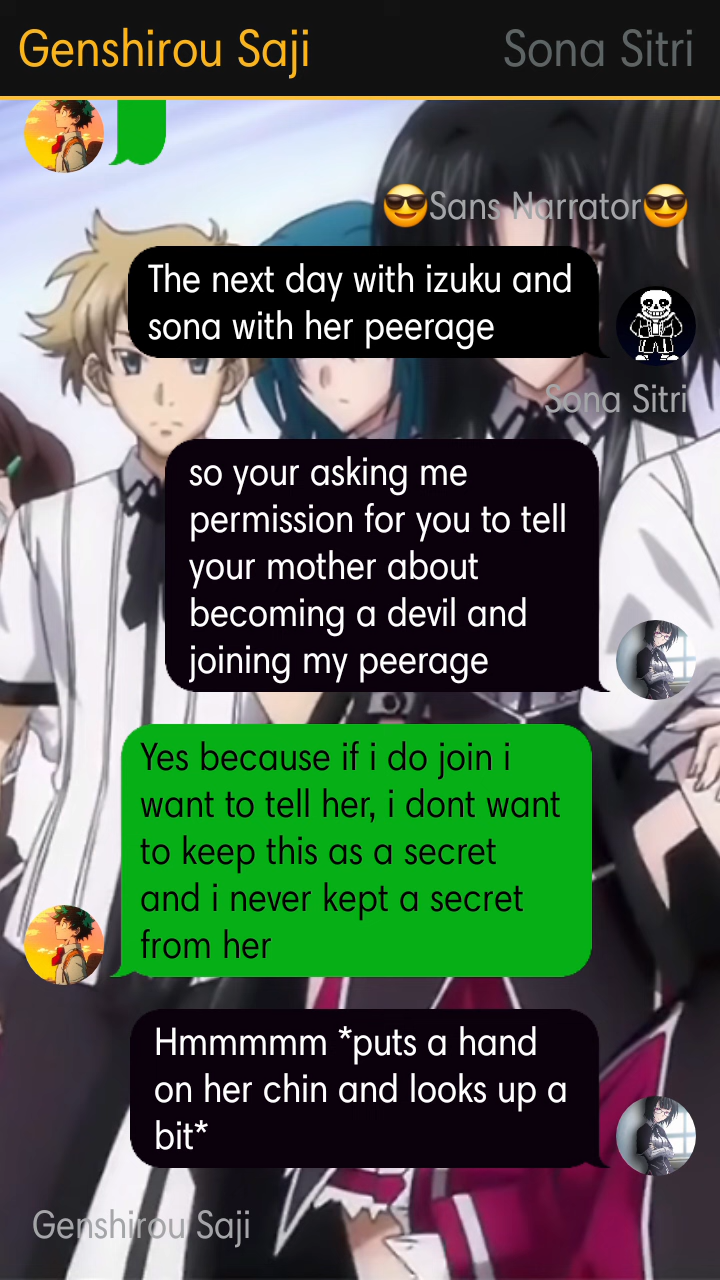 Genshirou Saji
Sona Sitri
😎Sans Narrator😎
The next day with izuku and
sona with her peerage
Sona Sitri
so your asking me
permission for you to tell
your mother about
becoming a devil and
joining my peerage
Yes because if i do join i
want to tell her, i dont want
to keep this as a secret
and i never kept a secret
from her
Hmmmmm *puts a hand
on her chin and looks up a
bit*
Genshirou Saji